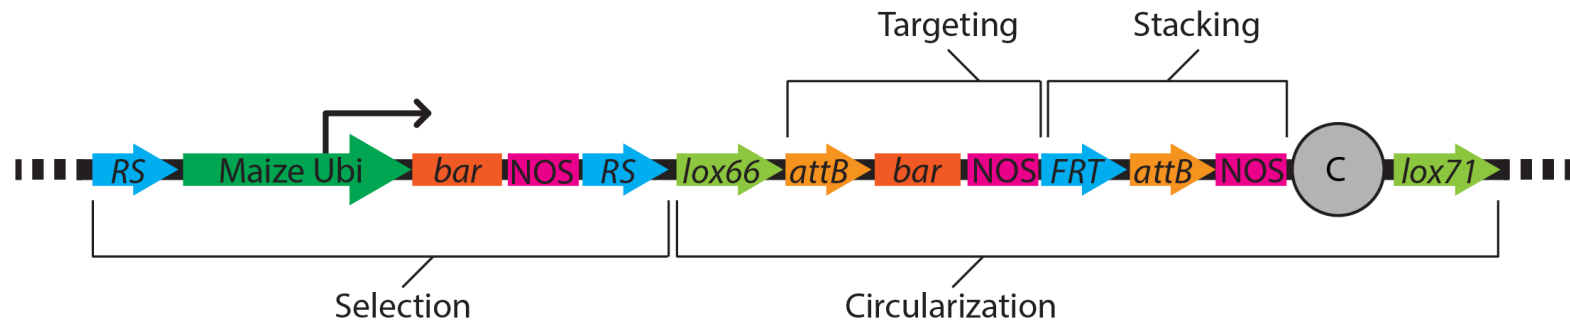 Targeting
Stacking
RS Maize Ubi bar NOS RS lox66 attB bar NOS FRT attB NOS C lox71
Selection
Circularization